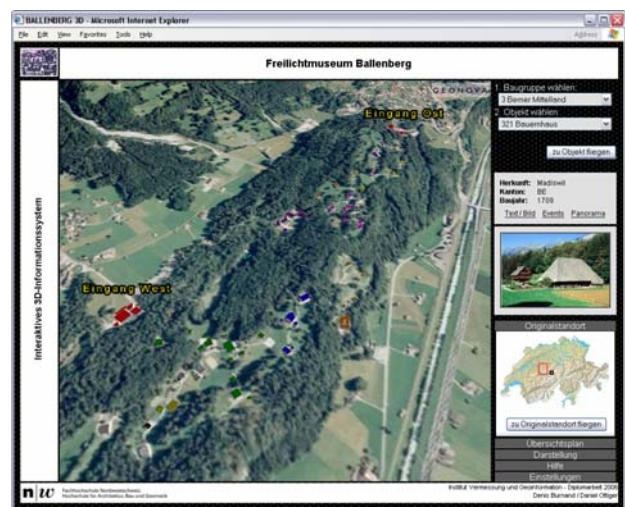 BALLENBERG 3D - Microsoft Internet Explorer
File Edit View Favorites Tools Help
Address
Freilichtmuseum Ballenberg
Interaktives 3D-Informationssystem
GEONOVA
Eingang Ost
Eingang West
1 Baugruppe wählen:
3 Berner Mittelland
2 Objekt wählen
321 Bauernhaus
zu Objekt fliegen
Herkunft: Madiswil
Kanton: BE
Baujahr: 1709
Text / Bild Events Panorama
Originalstandort
zu Originalstandort fliegen
Übersichtsplan
Darstellung
Hilfe
Einstellungen
n w
Fachhochschule Nordwestschweiz
Hochschule für Architektur, Bau und Geomatik
Institut Vermessung und Geoinformation - Diplomarbeit 2006
Denis Burnand / Daniel Ottiger